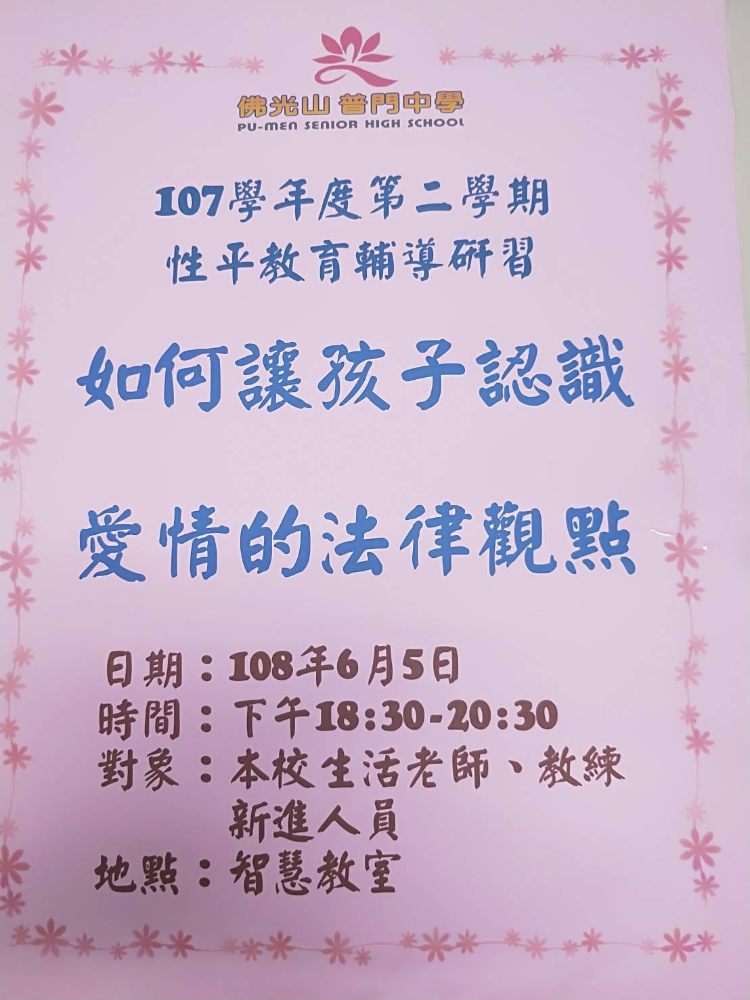 佛光山 普門中學
PU-MEN SENIOR HIGH SCHOOL
107學年度第二學期
性平教育輔導研習
如何讓孩子認識
愛情的法律觀點
日期：108年6月5日
時間：下午18:30-20:30
對象：本校生活老師、教練
新進人員
地點：智慧教室